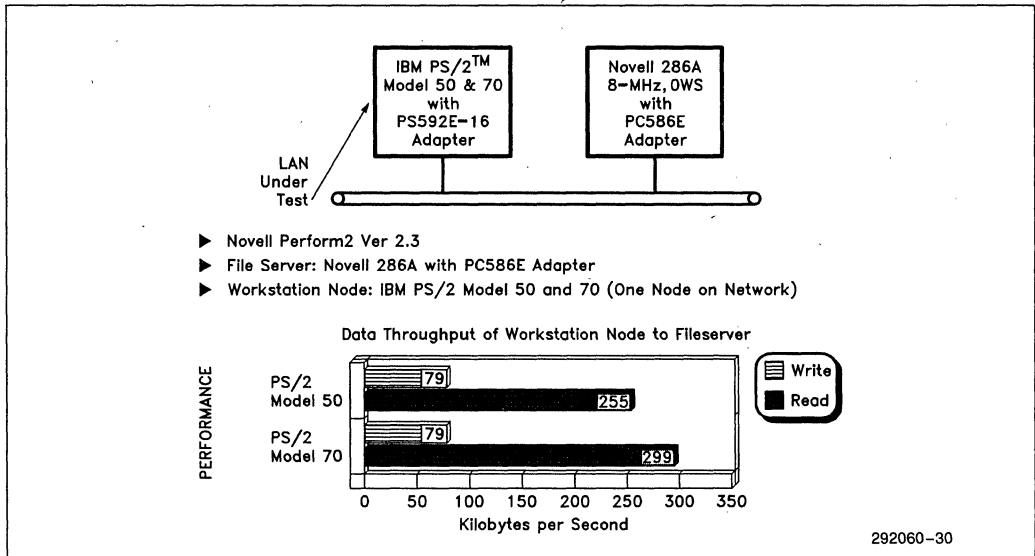 IBM PS/2™
Model 50 & 70
with
PS592E-16
Adapter
Novell 286A
8-MHz, 0WS
with
PC586E
Adapter
LAN
Under
Test
▶ Novell Perform2 Ver 2.3
▶ File Server: Novell 286A with PC586E Adapter
▶ Workstation Node: IBM PS/2 Model 50 and 70 (One Node on Network)
Data Throughput of Workstation Node to Fileserver
PERFORMANCE
PS/2
Model 50
79
255
PS/2
Model 70
79
299
Write
Read
0 50 100 150 200 250 300 350
Kilobytes per Second
292060-30